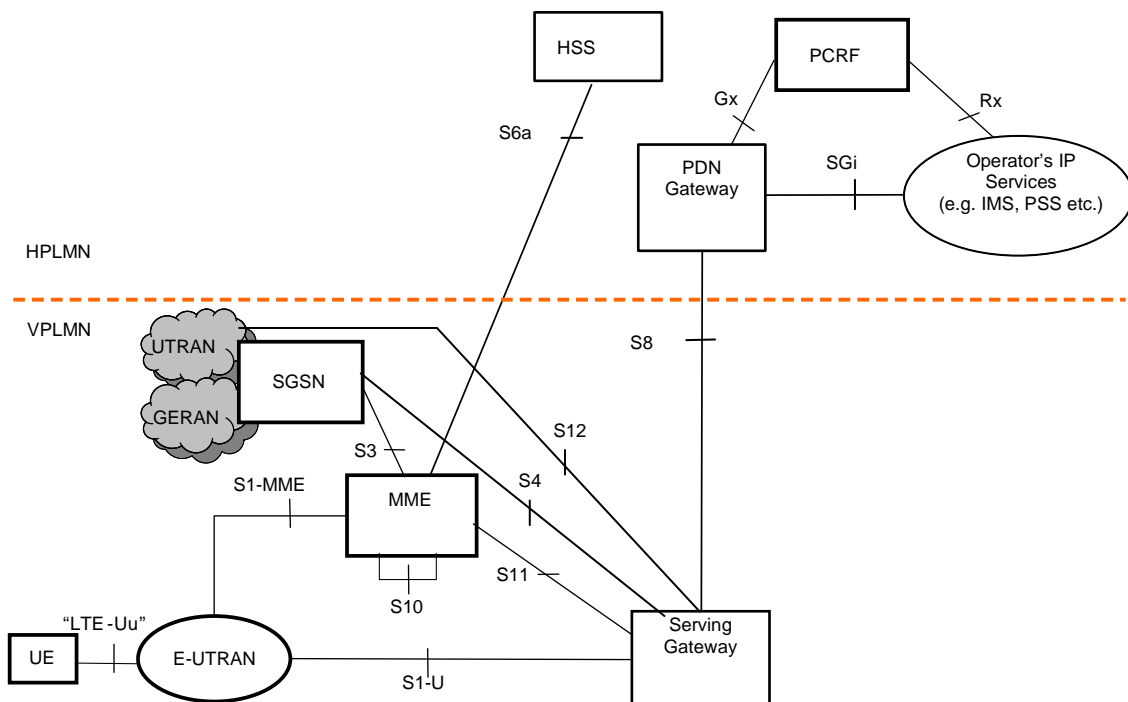 HSS
PCRF
Gx
Rx
S6a
PDN
Gateway
SGi
Operator's IP
Services
(e.g. IMS, PSS etc.)
HPLMN
VPLMN
UTRAN
SGSN
GERAN
S8
S12
S3
S4
S1-MME
MME
S11
S10
"LTE-Uu"
UE
E-UTRAN
S1-U
Serving
Gateway